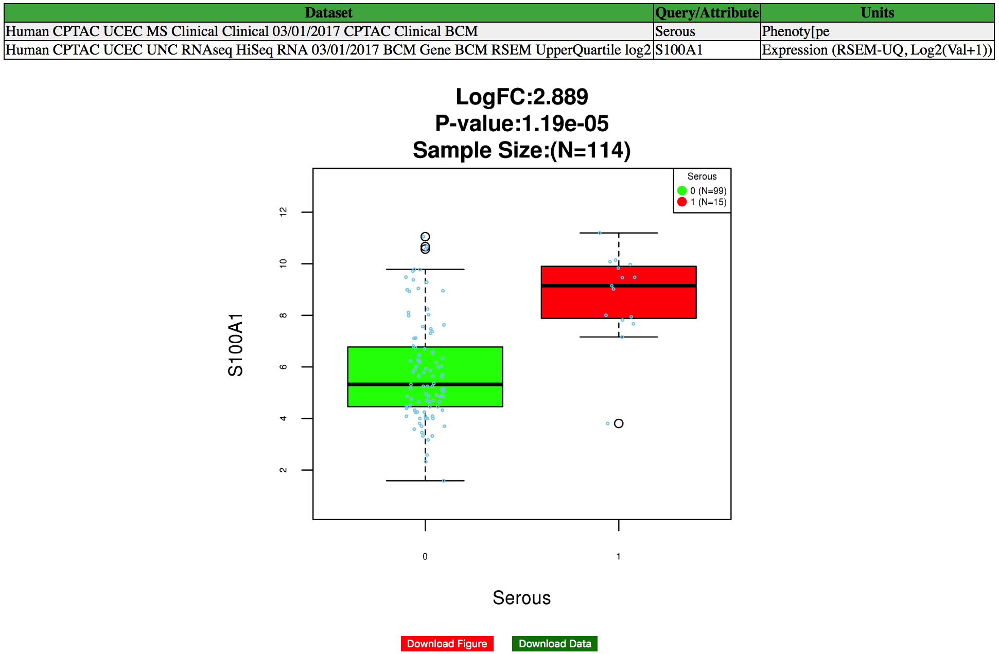 Dataset Query/Attribute Units
Human CPTAC UCEC MS Clinical Clinical 03/01/2017 CPTAC Clinical BCM Serous Phenoty[pe
Human CPTAC UCEC UNC RNAseq HiSeq RNA 03/01/2017 BCM Gene BCM RSEM UpperQuartile log2 S100A1 Expression (RSEM-UQ, Log2(Val+1))
LogFC:2.889
P-value:1.19e-05
Sample Size:(N=114)
Serous
0 (N=99)
1 (N=15)
12
10
8
6
4
2
S100A1
0 1
Serous
Download Figure Download Data